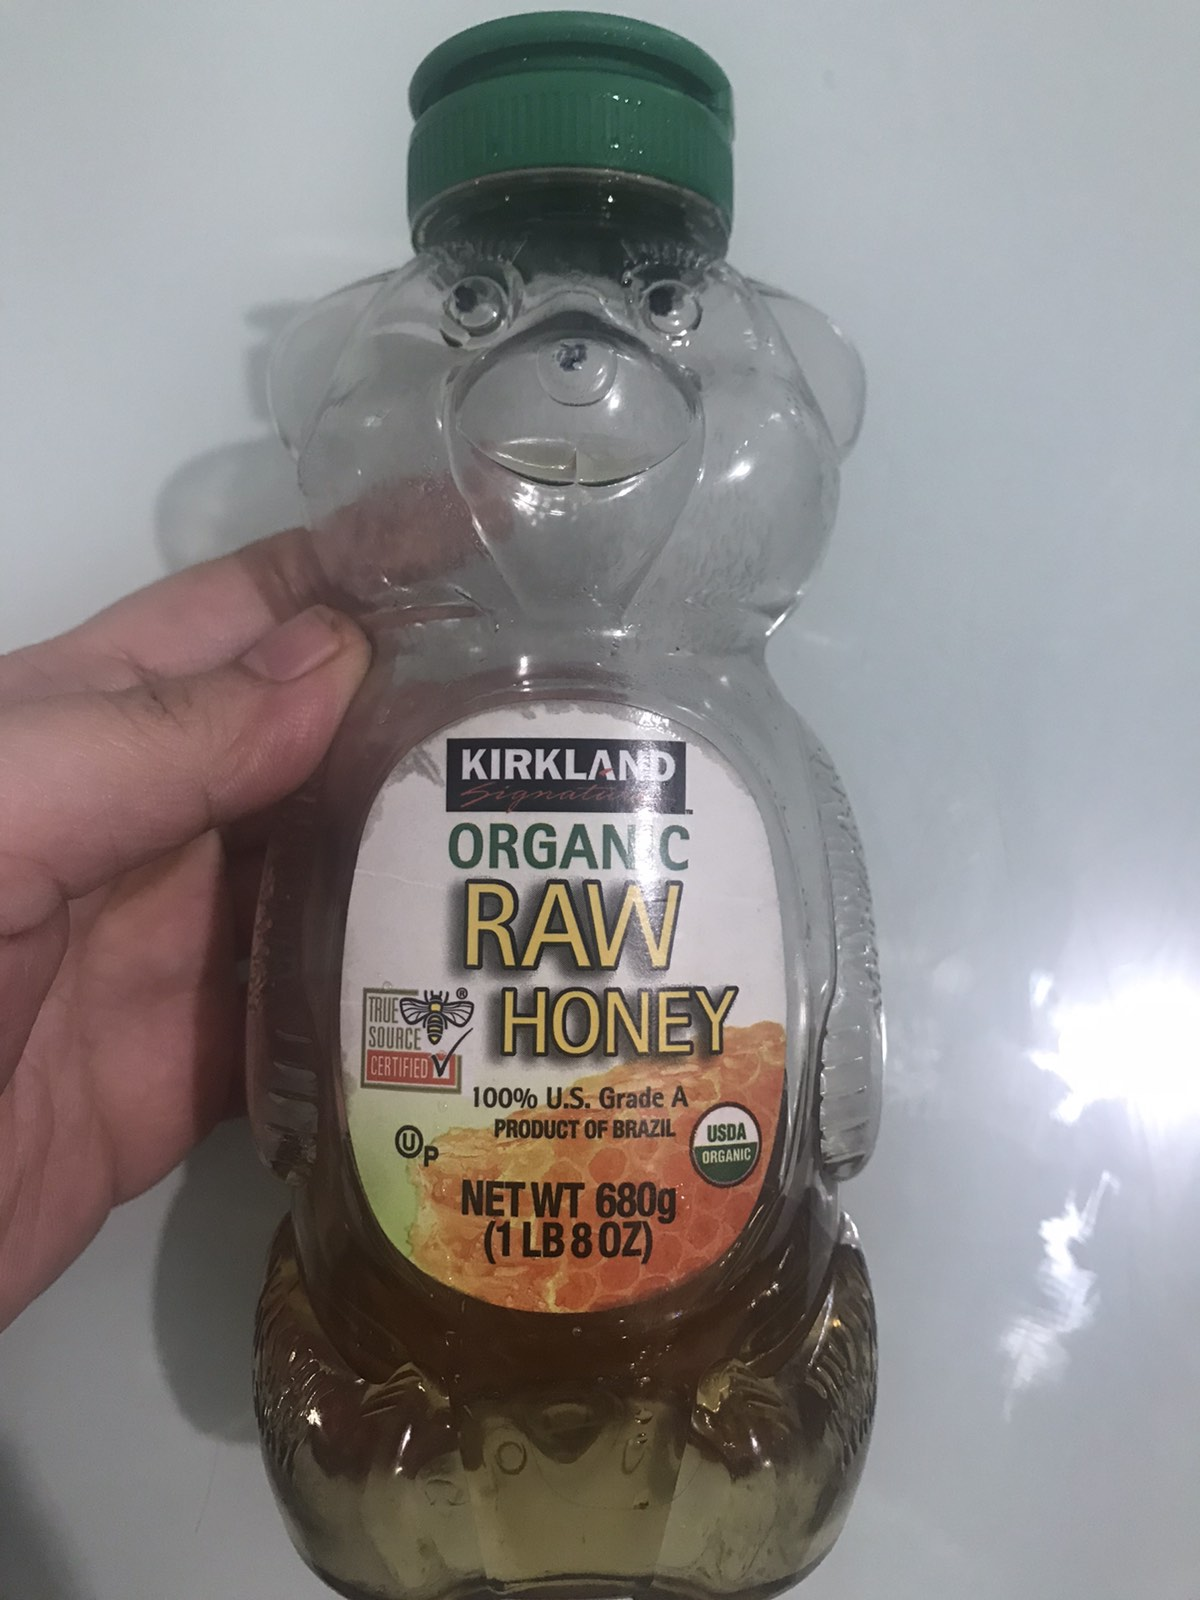 KIRKLAND
Signature
ORGANIC
RAW
HONEY
TRUE
SOURCE
CERTIFIED
®
100% U.S. Grade A
PRODUCT OF BRAZIL
USDA
ORGANIC
U
P
NET WT 680g
(1 LB 8 OZ)